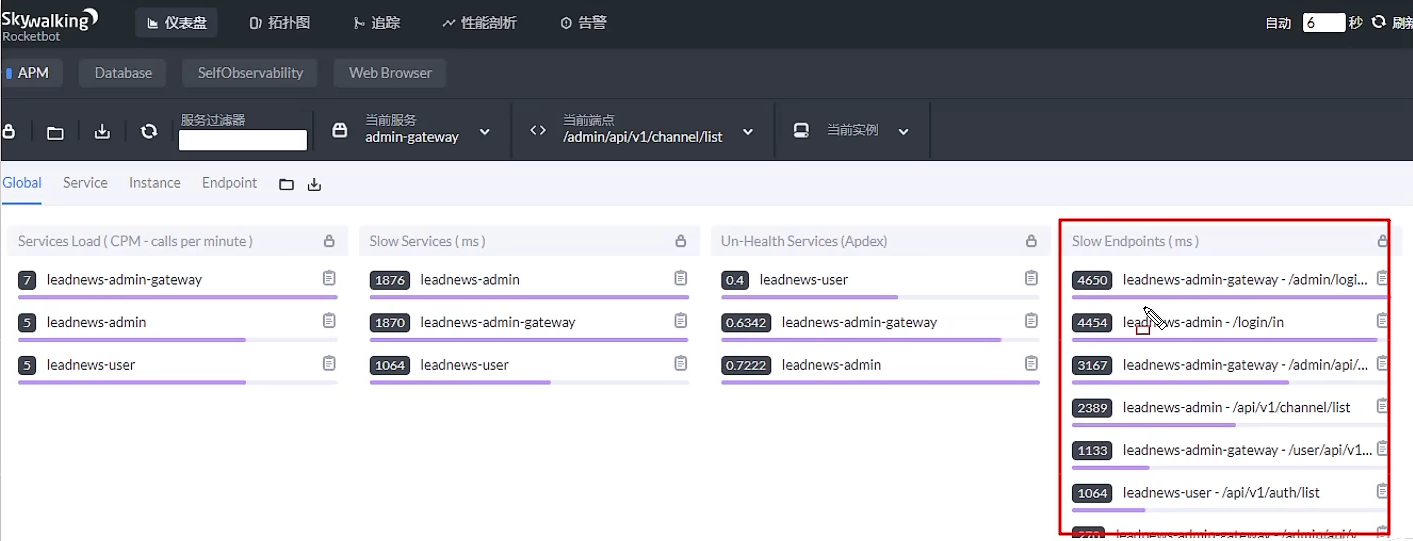 Skywalking
Rocketbot
仪表盘
拓扑图
追踪
性能剖析
告警
自动 6 秒 刷新
APM
Database
SelfObservability
Web Browser
服务过滤器
当前服务
admin-gateway
当前端点
/admin/api/v1/channel/list
当前实例
Global
Service
Instance
Endpoint
Services Load ( CPM - calls per minute )
7 leadnews-admin-gateway
5 leadnews-admin
5 leadnews-user
Slow Services ( ms )
1876 leadnews-admin
1870 leadnews-admin-gateway
1064 leadnews-user
Un-Health Services (Apdex)
0.4 leadnews-user
0.6342 leadnews-admin-gateway
0.7222 leadnews-admin
Slow Endpoints ( ms )
4650 leadnews-admin-gateway - /admin/logi...
4454 leadnews-admin - /login/in
3167 leadnews-admin-gateway - /admin/api/...
2389 leadnews-admin - /api/v1/channel/list
1133 leadnews-admin-gateway - /user/api/v1...
1064 leadnews-user - /api/v1/auth/list
leadnews-admin-gateway - /admin/api/v...